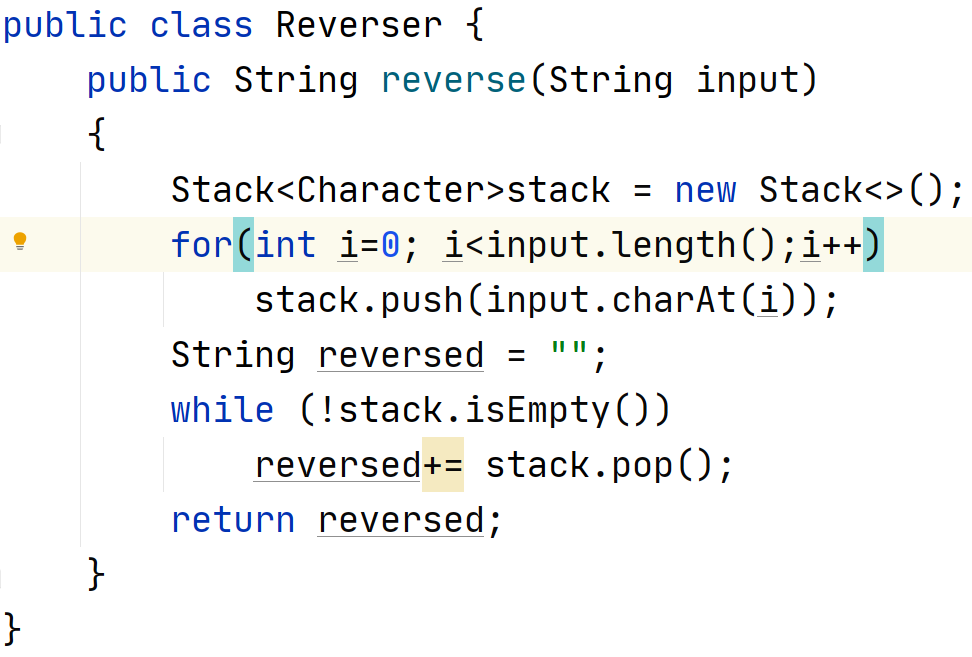 public class Reverser {
    public String reverse(String input)
    {
        Stack<Character>stack = new Stack<>();
        for(int i=0; i<input.length();i++)
            stack.push(input.charAt(i));
        String reversed = "";
        while (!stack.isEmpty())
            reversed+= stack.pop();
        return reversed;
    }
}